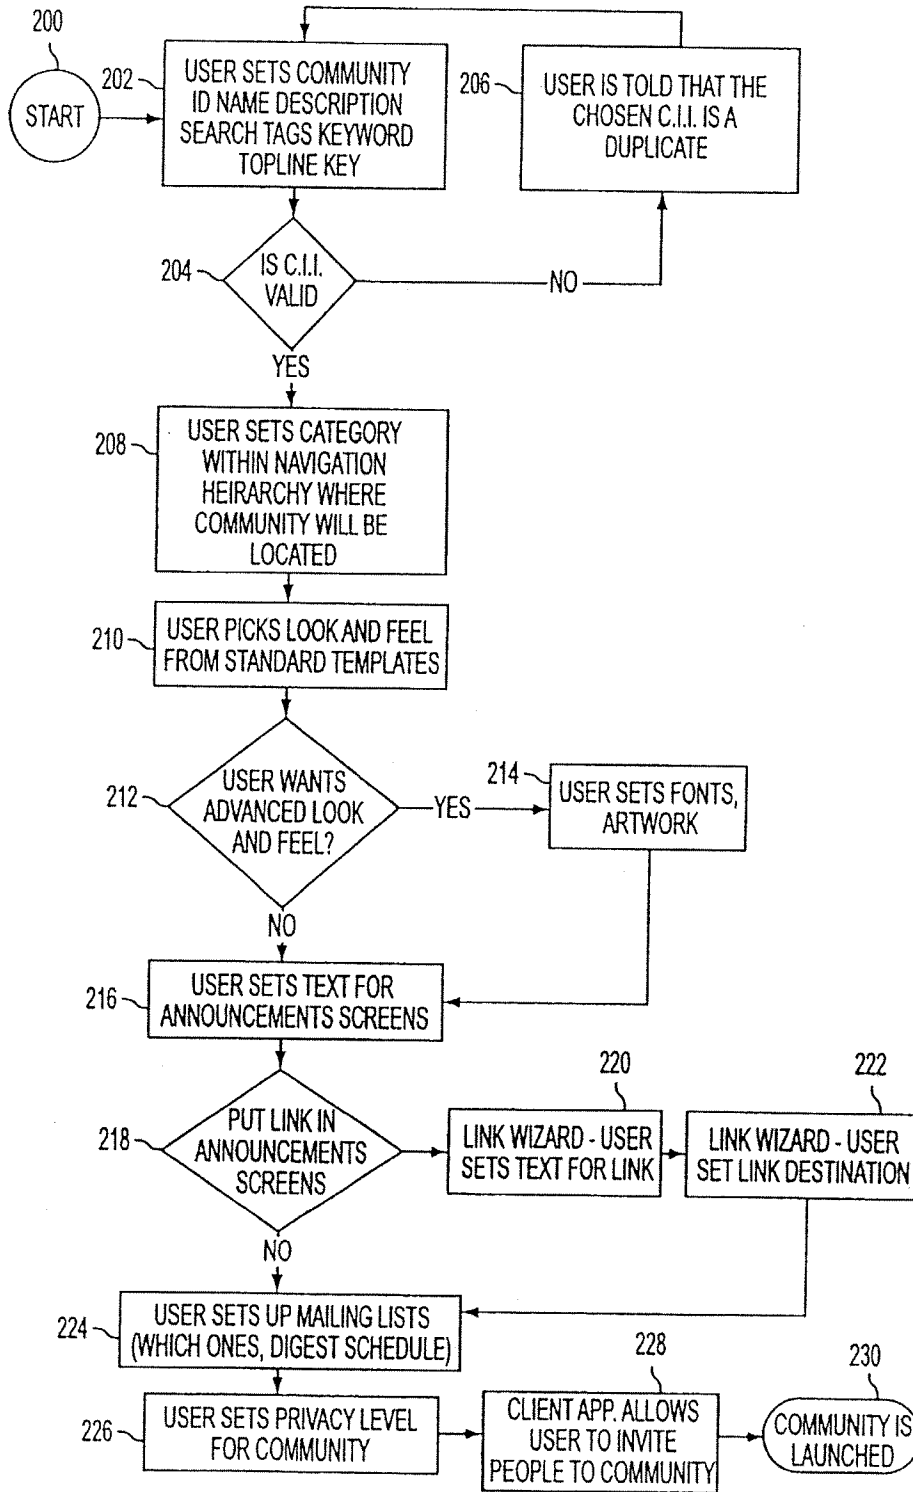 200
START
202
USER SETS COMMUNITY
ID NAME DESCRIPTION
SEARCH TAGS KEYWORD
TOPLINE KEY
206
USER IS TOLD THAT THE
CHOSEN C.I.I. IS A
DUPLICATE
204
IS C.I.I.
VALID
NO
YES
208
USER SETS CATEGORY
WITHIN NAVIGATION
HEIRARCHY WHERE
COMMUNITY WILL BE
LOCATED
210
USER PICKS LOOK AND FEEL
FROM STANDARD TEMPLATES
212
USER WANTS
ADVANCED LOOK
AND FEEL?
YES
214
USER SETS FONTS,
ARTWORK
NO
216
USER SETS TEXT FOR
ANNOUNCEMENTS SCREENS
218
PUT LINK IN
ANNOUNCEMENTS
SCREENS
220
LINK WIZARD - USER
SETS TEXT FOR LINK
222
LINK WIZARD - USER
SET LINK DESTINATION
NO
224
USER SETS UP MAILING LISTS
(WHICH ONES, DIGEST SCHEDULE)
226
USER SETS PRIVACY LEVEL
FOR COMMUNITY
228
CLIENT APP. ALLOWS
USER TO INVITE
PEOPLE TO COMMUNITY
230
COMMUNITY IS
LAUNCHED